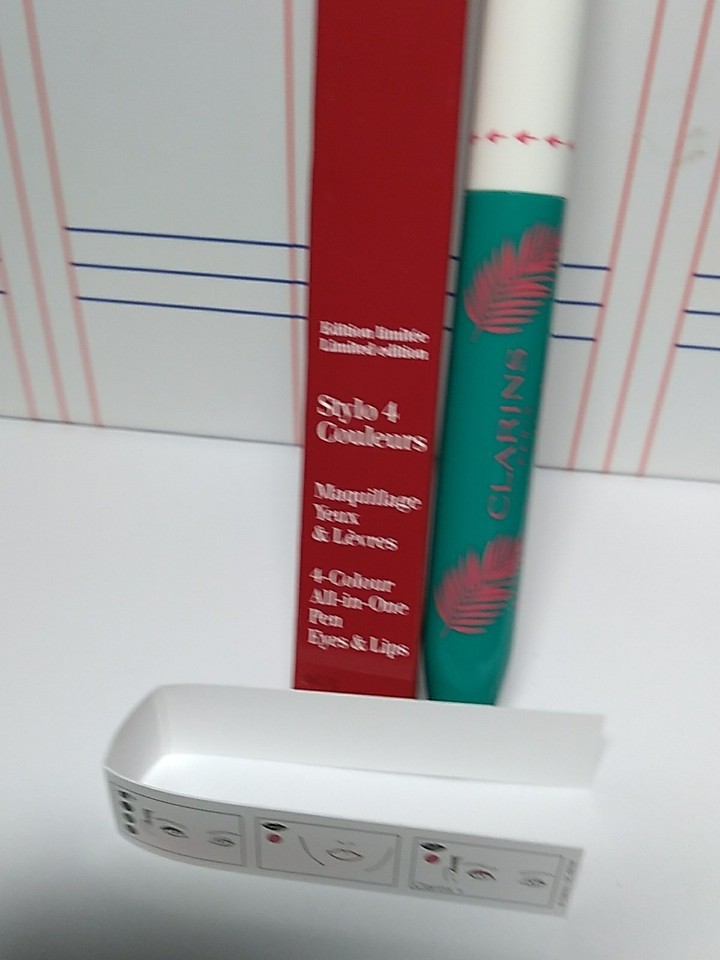 Edition limitée
Limited edition
Stylo 4
Couleurs
Maquillage
Yeux
& Lèvres
4-Colour
All-in-One
Pen
Eyes & Lips
CLARINS